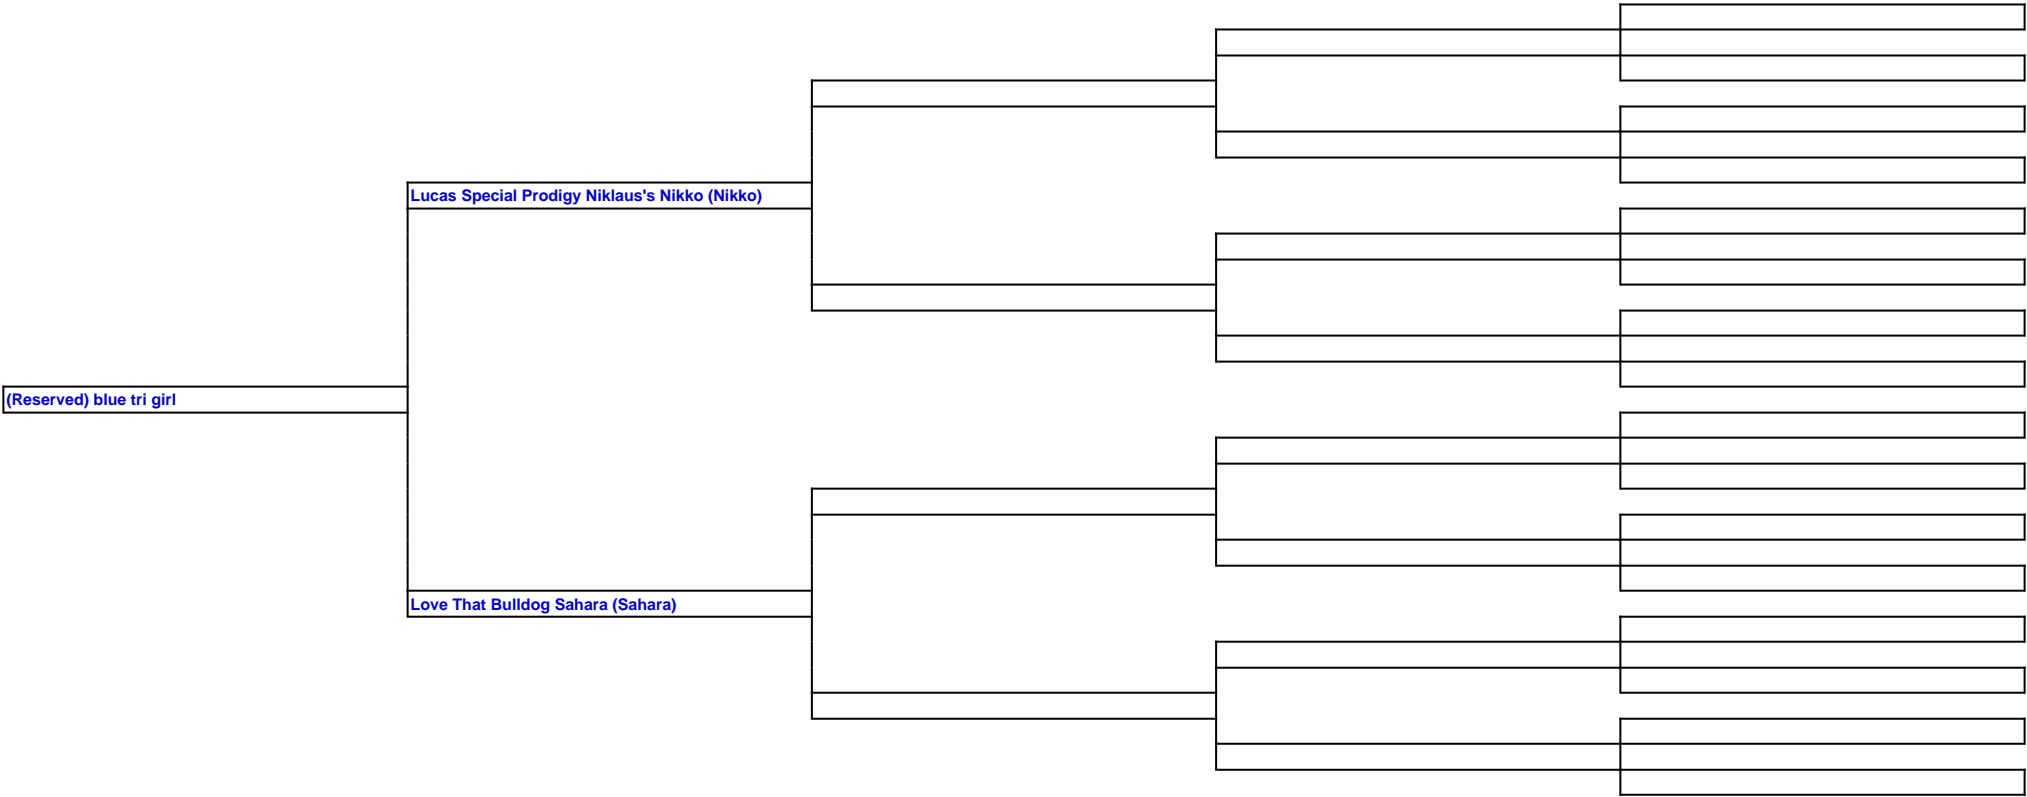 Lucas Special Prodigy Niklaus's Nikko (Nikko)
(Reserved) blue tri girl
Love That Bulldog Sahara (Sahara)